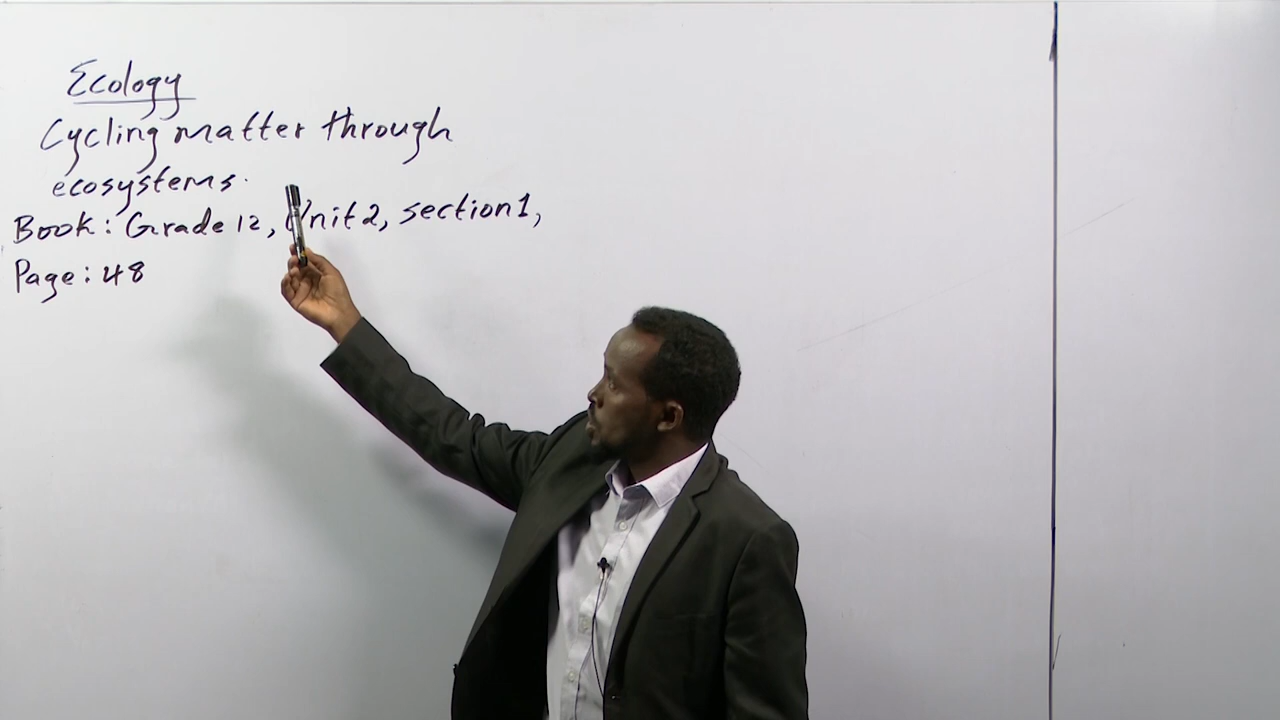 Ecology
Cycling matter through
ecosystems.
Book: Grade 12, Unit 2, section 1,
Page: 48